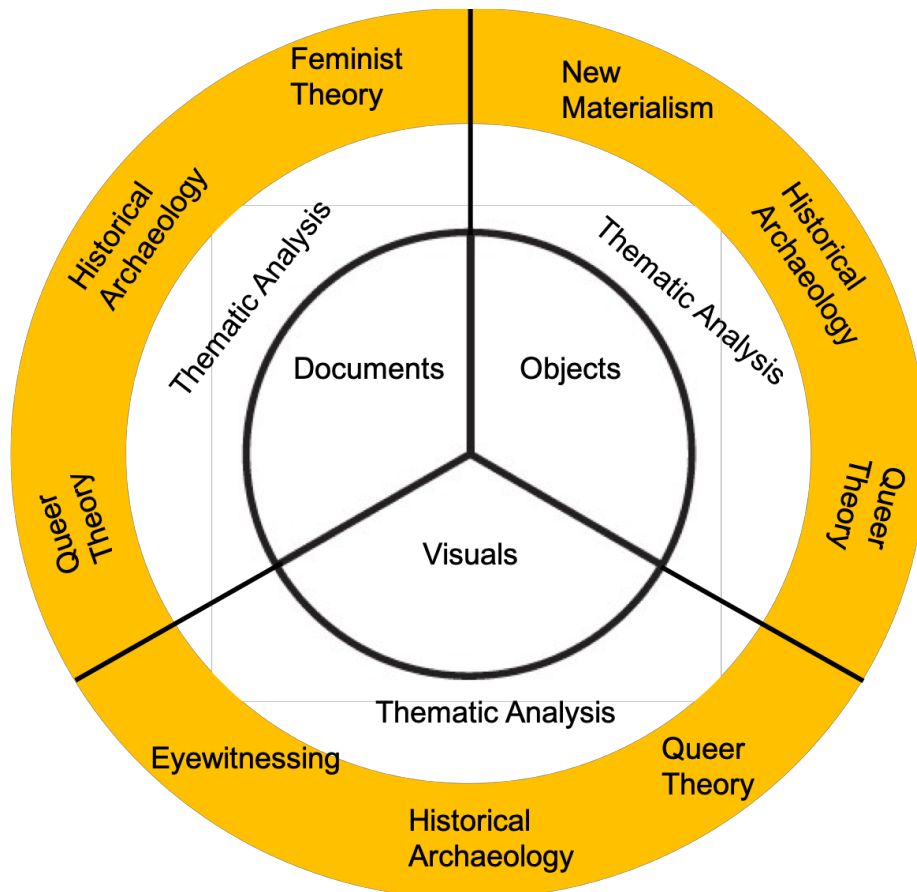 Feminist
Theory
New
Materialism
Historical
Archaeology
Historical
Archaeology
Thematic Analysis
Thematic Analysis
Documents
Objects
Queer
Theory
Queer
Theory
Visuals
Thematic Analysis
Eyewitnessing
Queer
Theory
Historical
Archaeology